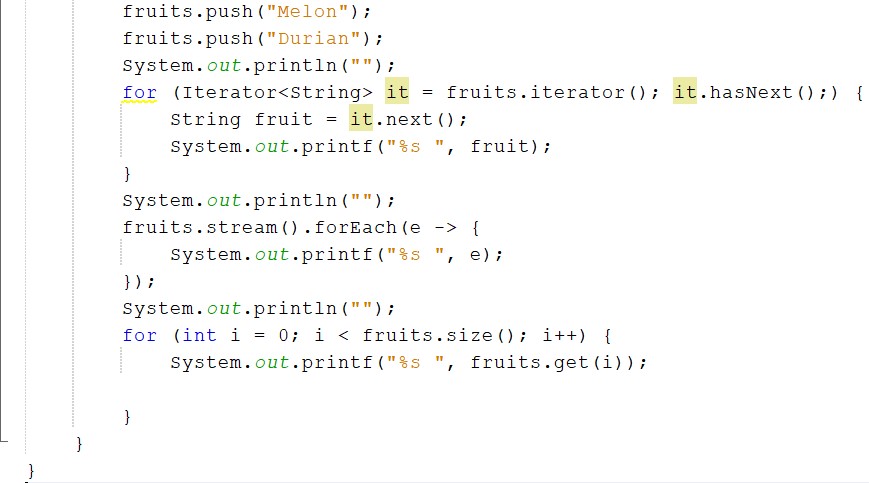 fruits.push("Melon");
fruits.push("Durian");
System.out.println("");
for (Iterator<String> it = fruits.iterator(); it.hasNext();) {
    String fruit = it.next();
    System.out.printf("%s ", fruit);
}
System.out.println("");
fruits.stream().forEach(e -> {
    System.out.printf("%s ", e);
});
System.out.println("");
for (int i = 0; i < fruits.size(); i++) {
    System.out.printf("%s ", fruits.get(i));
}
}
}